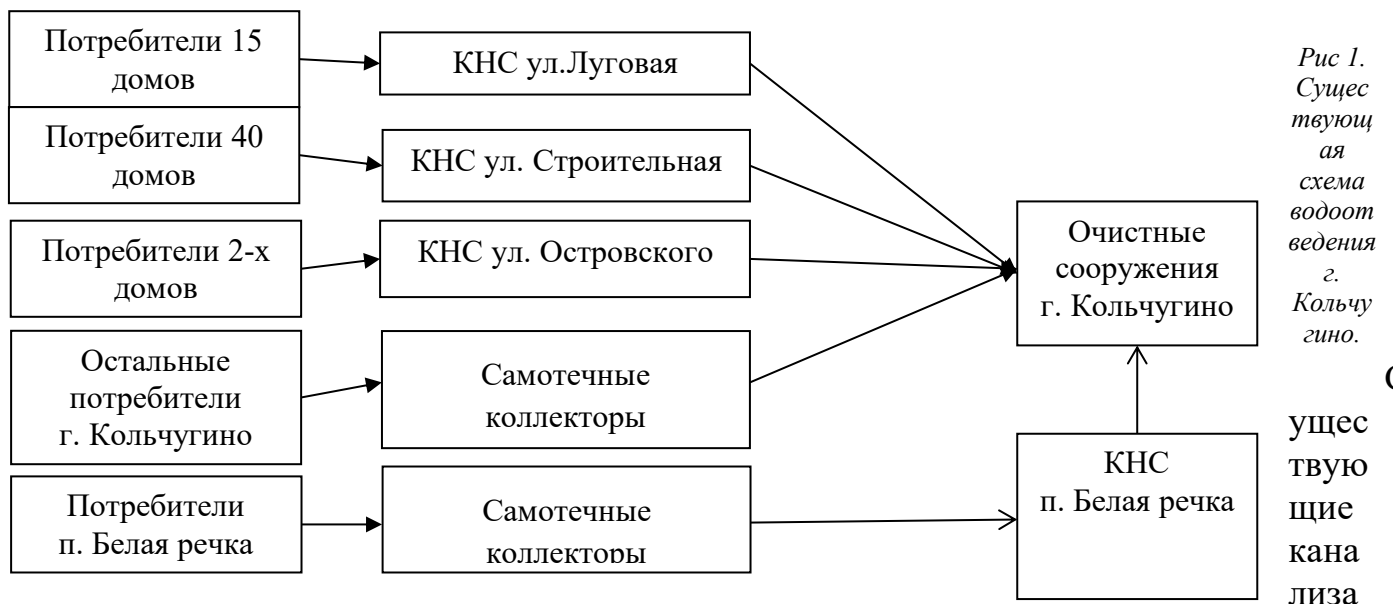 Потребители 15
домов
КНС ул.Луговая
Потребители 40
домов
КНС ул. Строительная
Потребители 2-х
домов
КНС ул. Островского
Остальные
потребители
г. Кольчугино
Самотечные
коллекторы
Потребители
п. Белая речка
Самотечные
коллекторы
Очистные
сооружения
г. Кольчугино
КНС
п. Белая речка
Рис 1.
Сущес
твующ
ая
схема
водоот
ведения
г.
Кольчу
гино.
С
ущес
твую
щие
кана
лиза